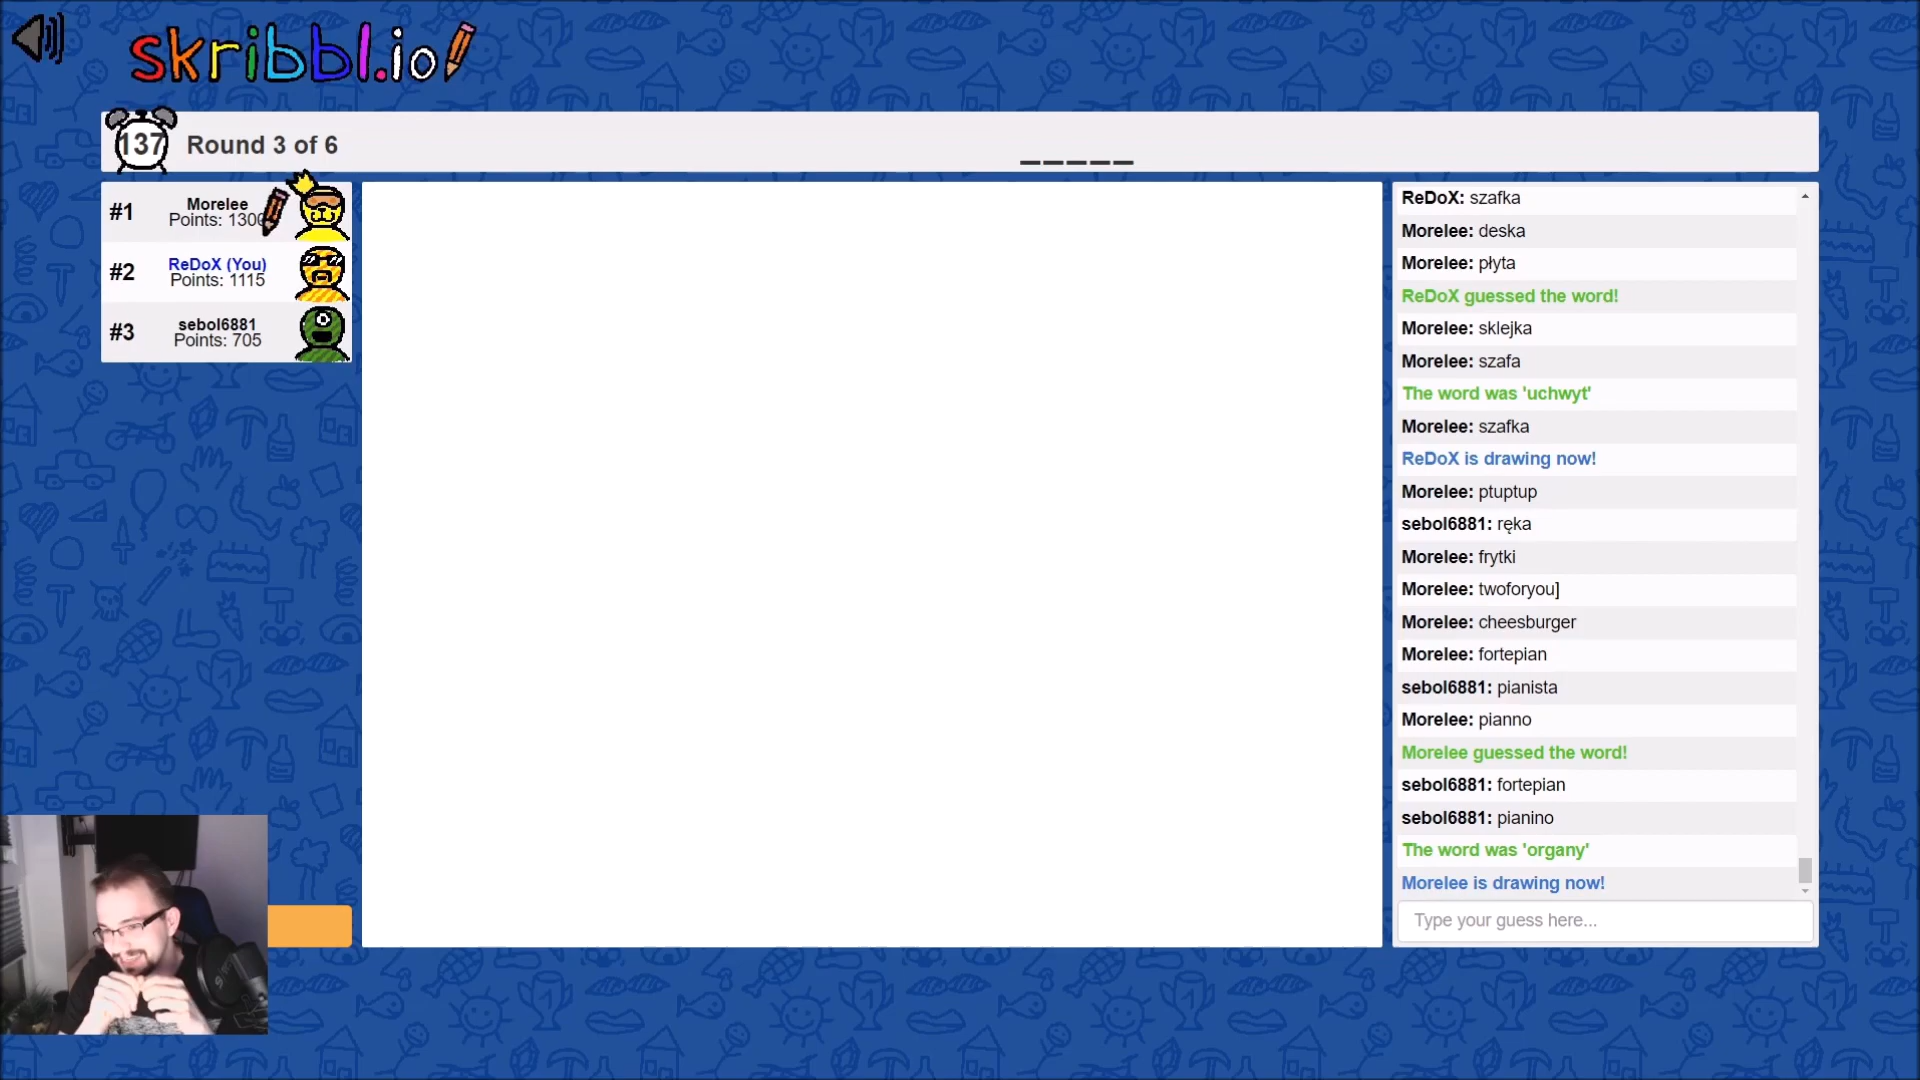 skribbl.io
137
Round 3 of 6
_____
#1
Morelee
Points: 1300
#2
ReDoX (You)
Points: 1115
#3
sebol6881
Points: 705
ReDoX: szafka
Morelee: deska
Morelee: płyta
ReDoX guessed the word!
Morelee: sklejka
Morelee: szafa
The word was 'uchwyt'
Morelee: szafka
ReDoX is drawing now!
Morelee: ptuptup
sebol6881: ręka
Morelee: frytki
Morelee: twoforyou]
Morelee: cheesburger
Morelee: fortepian
sebol6881: pianista
Morelee: pianno
Morelee guessed the word!
sebol6881: fortepian
sebol6881: pianino
The word was 'organy'
Morelee is drawing now!
Type your guess here...